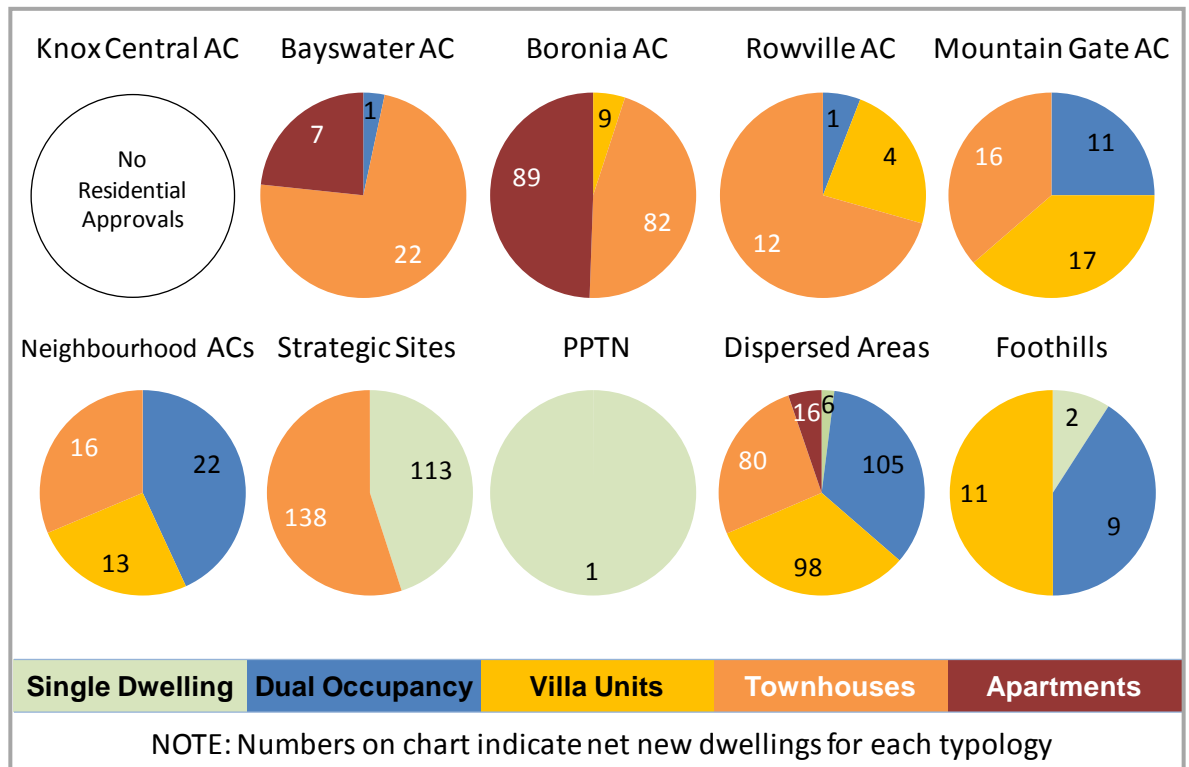 Knox Central AC
Bayswater AC
Boronia AC
Rowville AC
Mountain Gate AC
No
Residential
Approvals
1
7
22
9
89
82
1
4
12
11
16
17
Neighbourhood ACs
Strategic Sites
PPTN
Dispersed Areas
Foothills
16
22
13
113
138
1
6
16
80
105
98
2
11
9
Single Dwelling
Dual Occupancy
Villa Units
Townhouses
Apartments
NOTE: Numbers on chart indicate net new dwellings for each typology